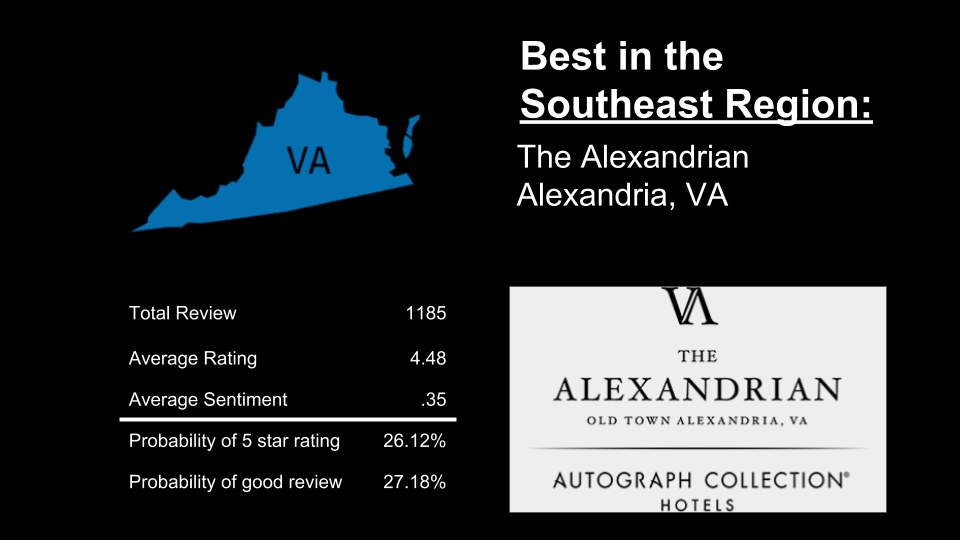 Best in the
Southeast Region:
The Alexandrian
Alexandria, VA
VA
Total Review 1185
Average Rating 4.48
Average Sentiment .35
Probability of 5 star rating 26.12%
Probability of good review 27.18%
VA
THE
ALEXANDRIAN
OLD TOWN ALEXANDRIA, VA
AUTOGRAPH COLLECTION®
HOTELS